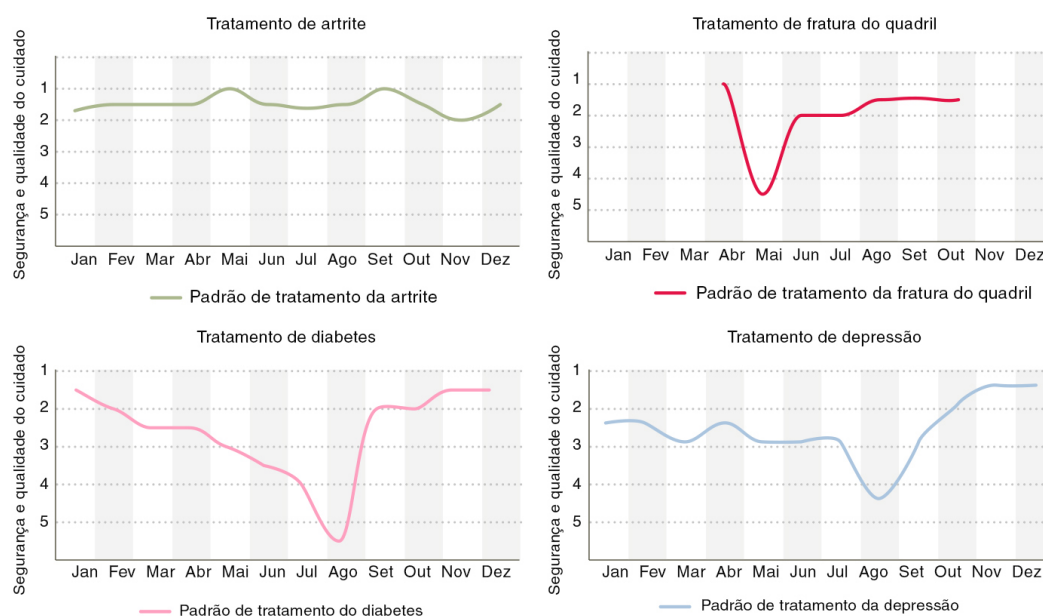 Tratamento de artrite
Segurança e qualidade do cuidado
1
2
3
4
5
Jan Fev Mar Abr Mai Jun Jul Ago Set Out Nov Dez
Padrão de tratamento da artrite
Tratamento de fratura do quadril
Segurança e qualidade do cuidado
1
2
3
4
5
Jan Fev Mar Abr Mai Jun Jul Ago Set Out Nov Dez
Padrão de tratamento da fratura do quadril
Tratamento de diabetes
Segurança e qualidade do cuidado
1
2
3
4
5
Jan Fev Mar Abr Mai Jun Jul Ago Set Out Nov Dez
Padrão de tratamento do diabetes
Tratamento de depressão
Segurança e qualidade do cuidado
1
2
3
4
5
Jan Fev Mar Abr Mai Jun Jul Ago Set Out Nov Dez
Padrão de tratamento da depressão